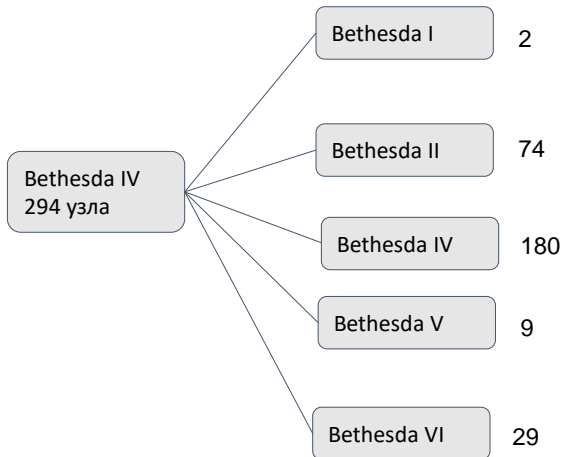 Bethesda I 2
Bethesda II 74
Bethesda IV
294 узла
Bethesda IV 180
Bethesda V 9
Bethesda VI 29